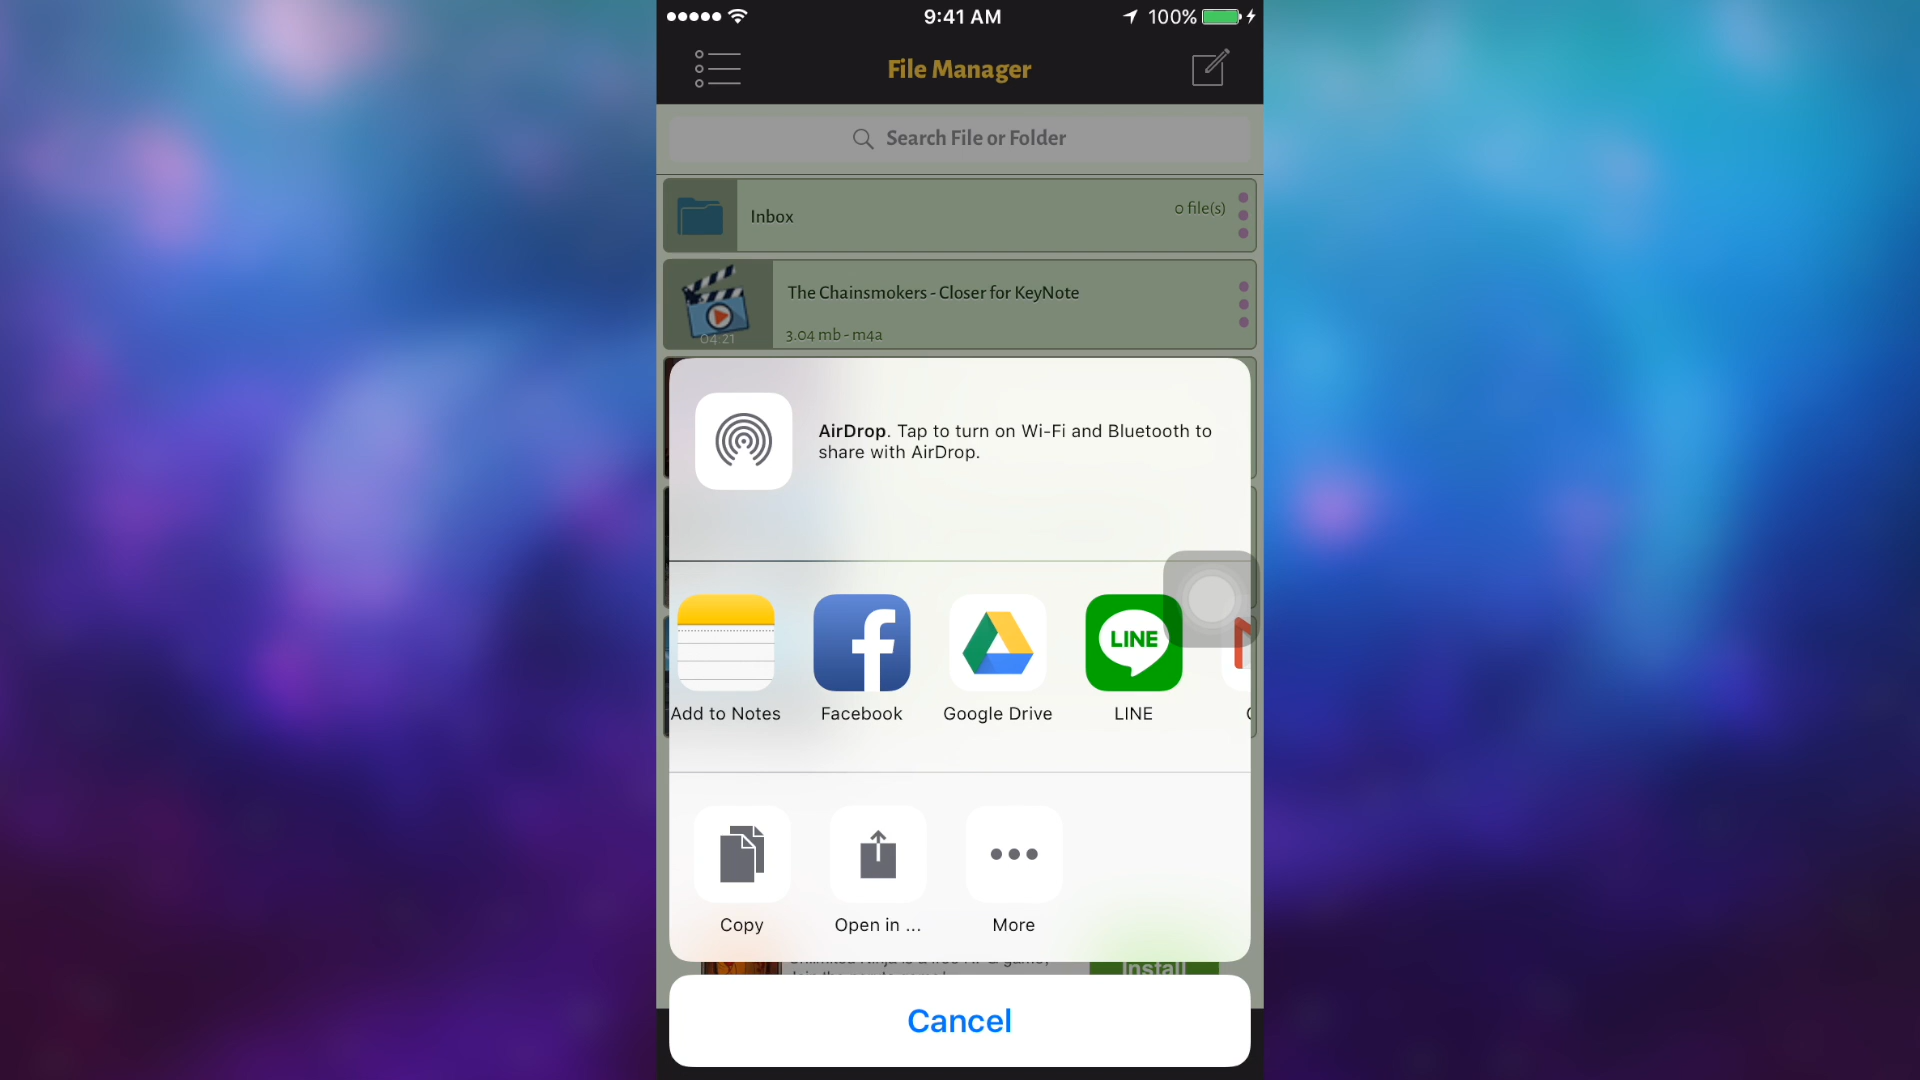 9:41 AM
100%
File Manager
Search File or Folder
Inbox
0 file(s)
The Chainsmokers - Closer for KeyNote
04:21
3.04 mb - m4a
AirDrop. Tap to turn on Wi-Fi and Bluetooth to
share with AirDrop.
LINE
Add to Notes
Facebook
Google Drive
LINE
Copy
Open in ...
More
Install
Cancel